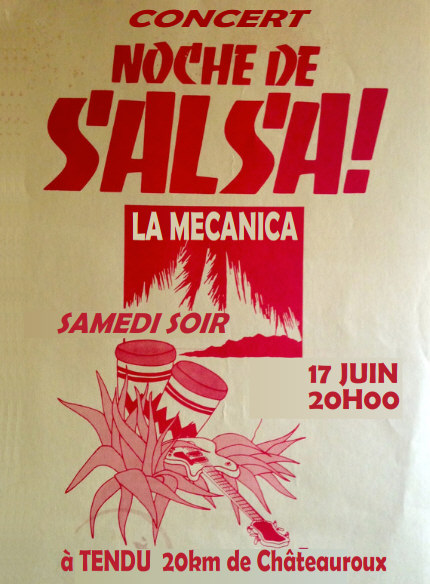 CONCERT
NOCHE DE
SALSA!
LA MECANICA
SAMEDI SOIR
17 JUIN
20H00
à TENDU 20km de Châteauroux